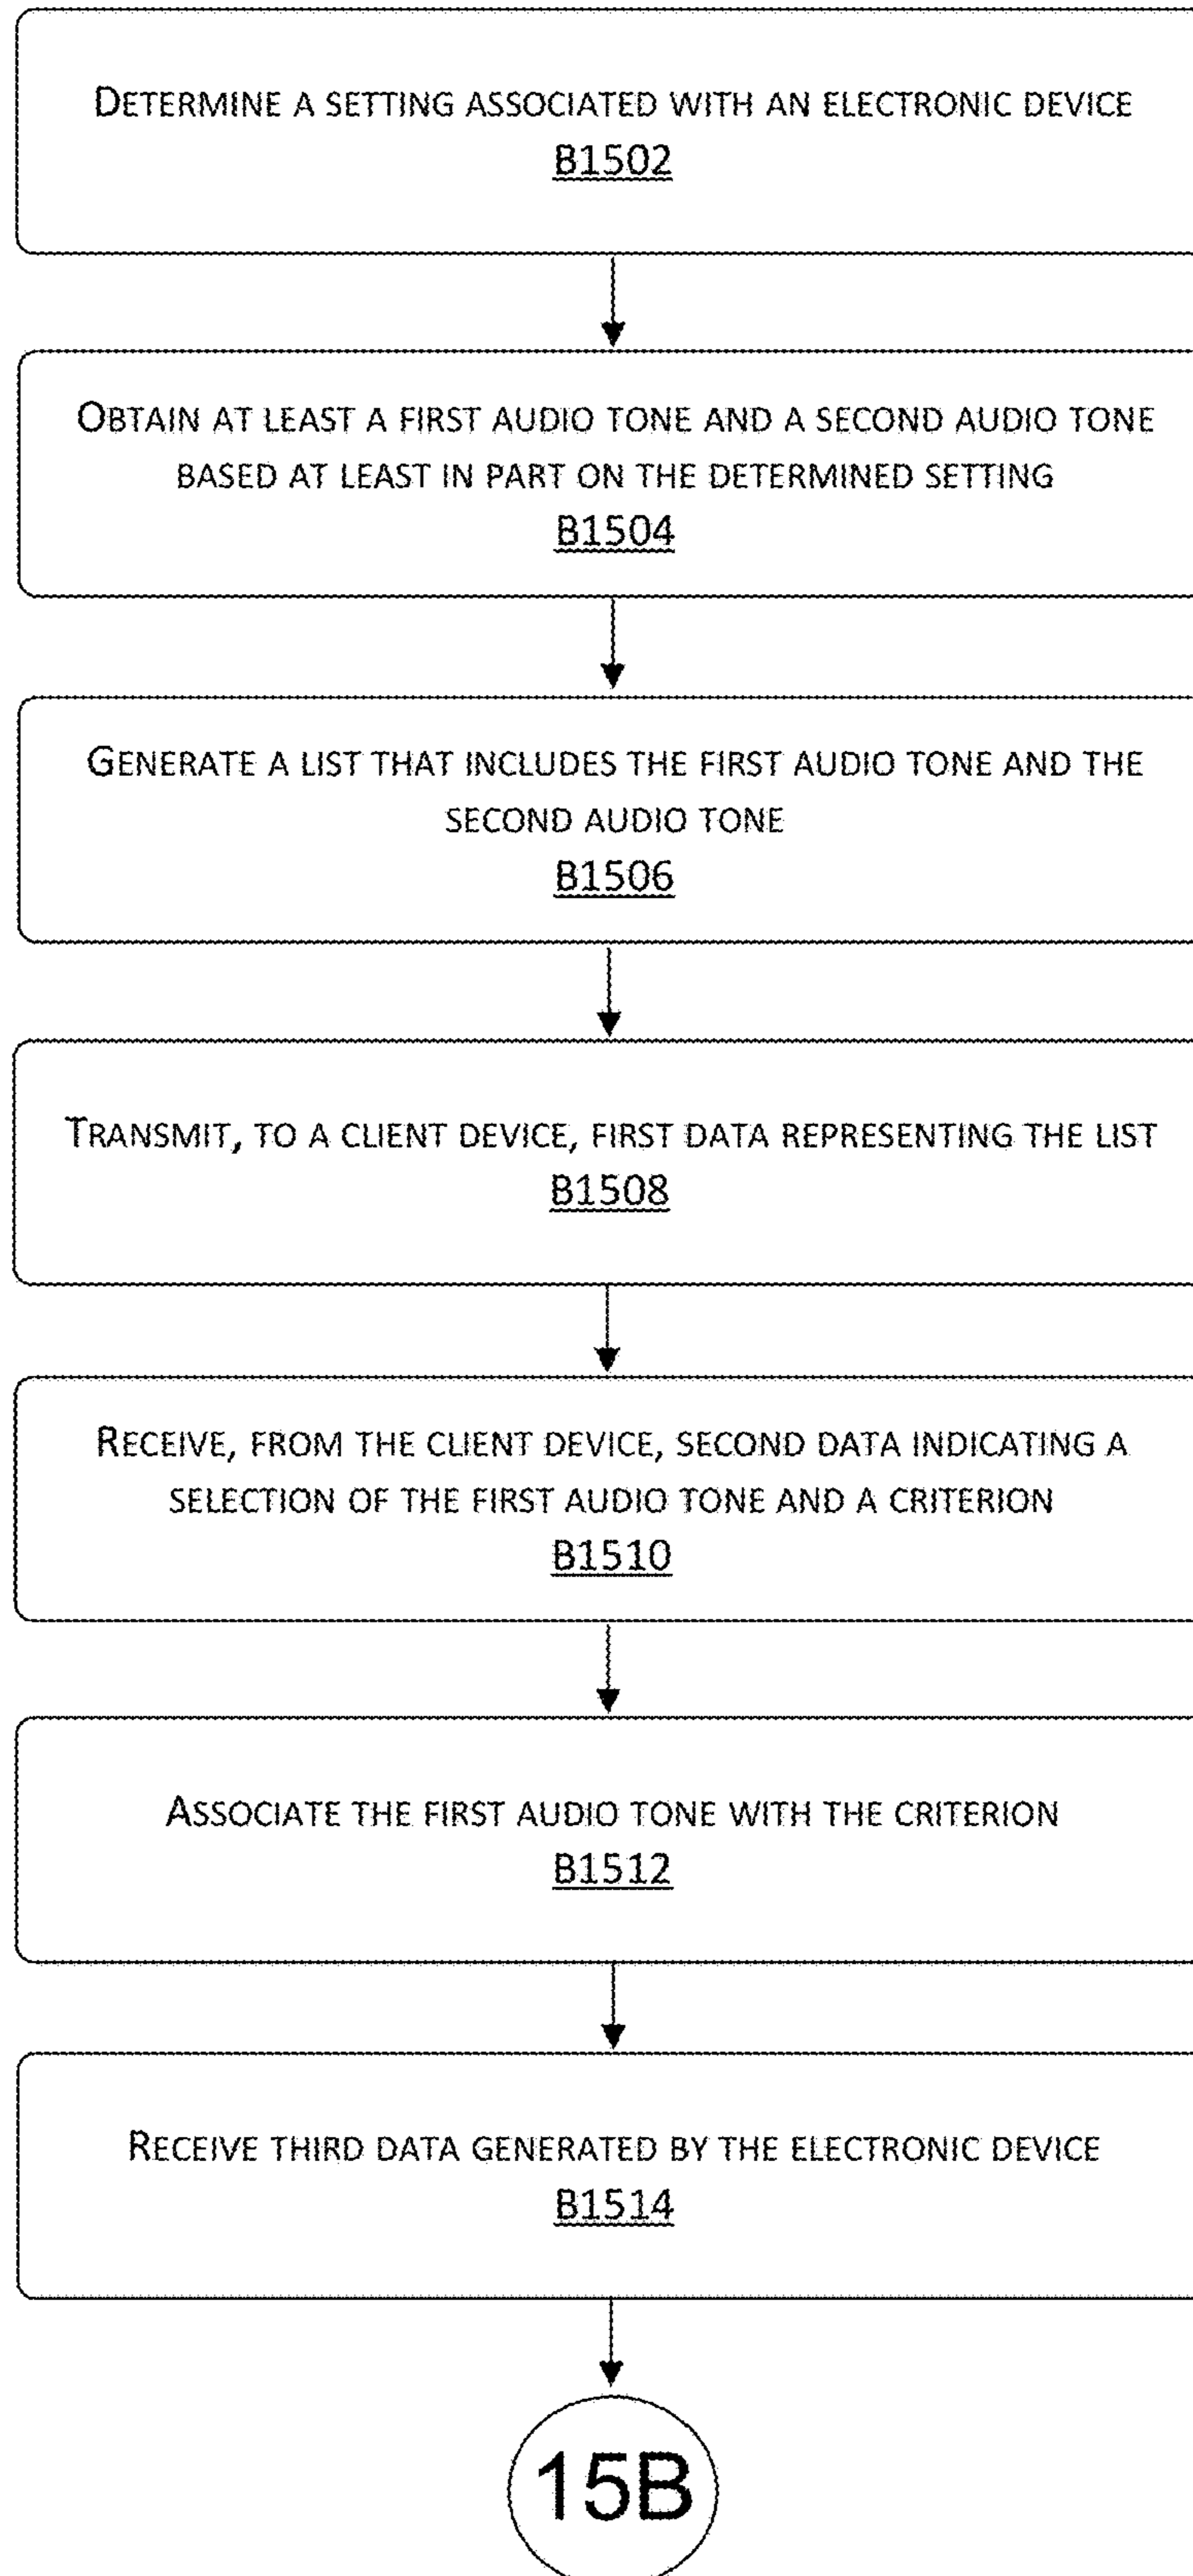 DETERMINE A SETTING ASSOCIATED WITH AN ELECTRONIC DEVICE
B1502
OBTAIN AT LEAST A FIRST AUDIO TONE AND A SECOND AUDIO TONE
BASED AT LEAST IN PART ON THE DETERMINED SETTING
B1504
GENERATE A LIST THAT INCLUDES THE FIRST AUDIO TONE AND THE
SECOND AUDIO TONE
B1506
TRANSMIT, TO A CLIENT DEVICE, FIRST DATA REPRESENTING THE LIST
B1508
RECEIVE, FROM THE CLIENT DEVICE, SECOND DATA INDICATING A
SELECTION OF THE FIRST AUDIO TONE AND A CRITERION
B1510
ASSOCIATE THE FIRST AUDIO TONE WITH THE CRITERION
B1512
RECEIVE THIRD DATA GENERATED BY THE ELECTRONIC DEVICE
B1514
15B